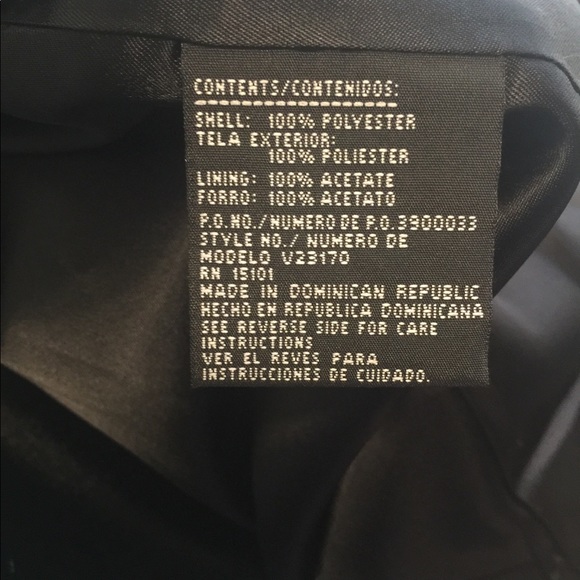 CONTENTS/CONTENIDOS:
SHELL: 100% POLYESTER
TELA EXTERIOR:
100% POLIESTER
LINING: 100% ACETATE
FORRO: 100% ACETATO
P.O.NO./NUMERO DE P.O.3900033
STYLE NO./ NUMERO DE
MODELO V23170
RN 15101
MADE IN DOMINICAN REPUBLIC
HECHO EN REPUBLICA DOMINICANA
SEE REVERSE SIDE FOR CARE
INSTRUCTIONS
VER EL REVES PARA
INSTRUCCIONES DE CUIDADO.